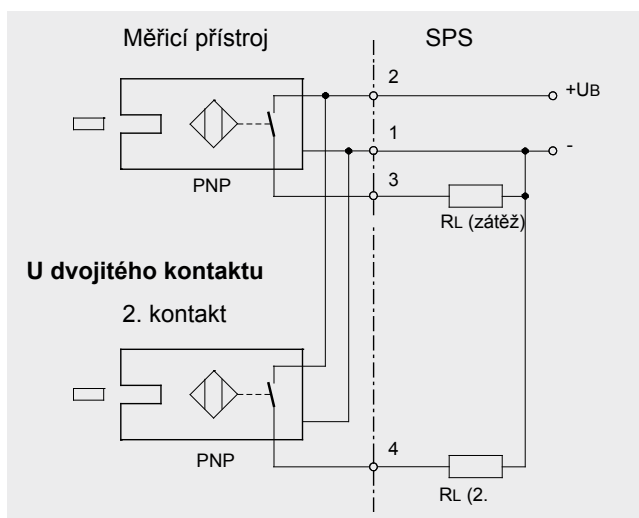 Měřicí přístroj
SPS
2
+UB
1
-
PNP
3
RL (zátěž)
U dvojitého kontaktu
2. kontakt
PNP
4
RL (2.